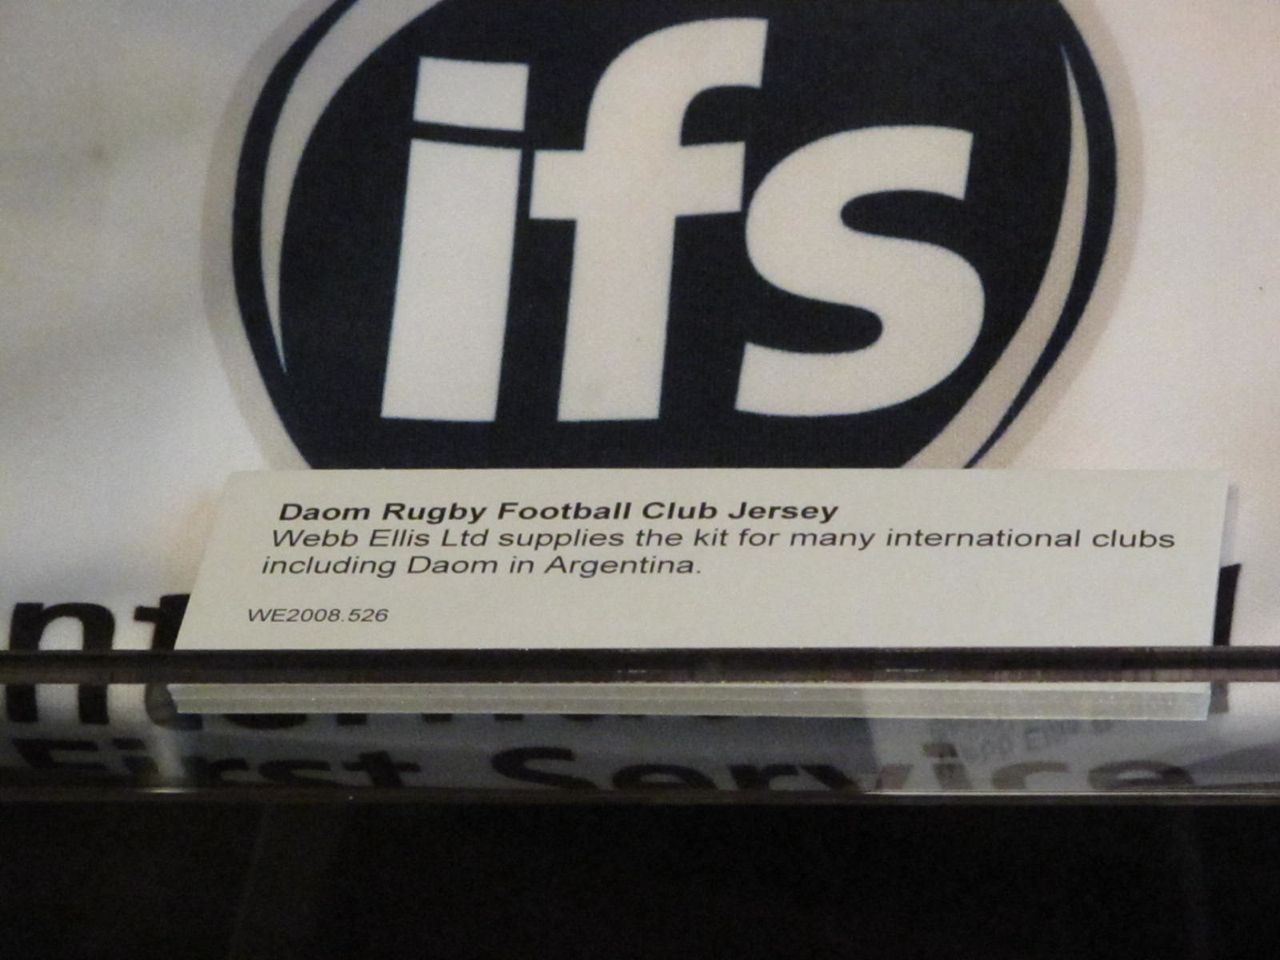 ifs
Daom Rugby Football Club Jersey
Webb Ellis Ltd supplies the kit for many international clubs
including Daom in Argentina.
WE2008.526
First Service